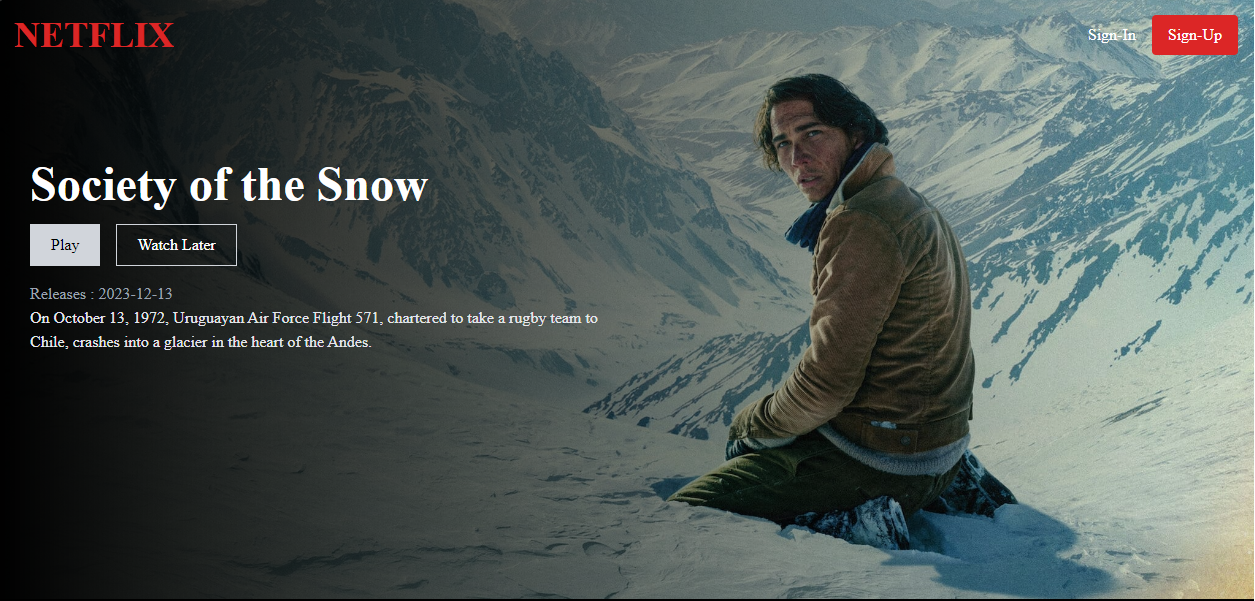 NETFLIX
Sign-In
Sign-Up
Society of the Snow
Play
Watch Later
Releases : 2023-12-13
On October 13, 1972, Uruguayan Air Force Flight 571, chartered to take a rugby team to
Chile, crashes into a glacier in the heart of the Andes.